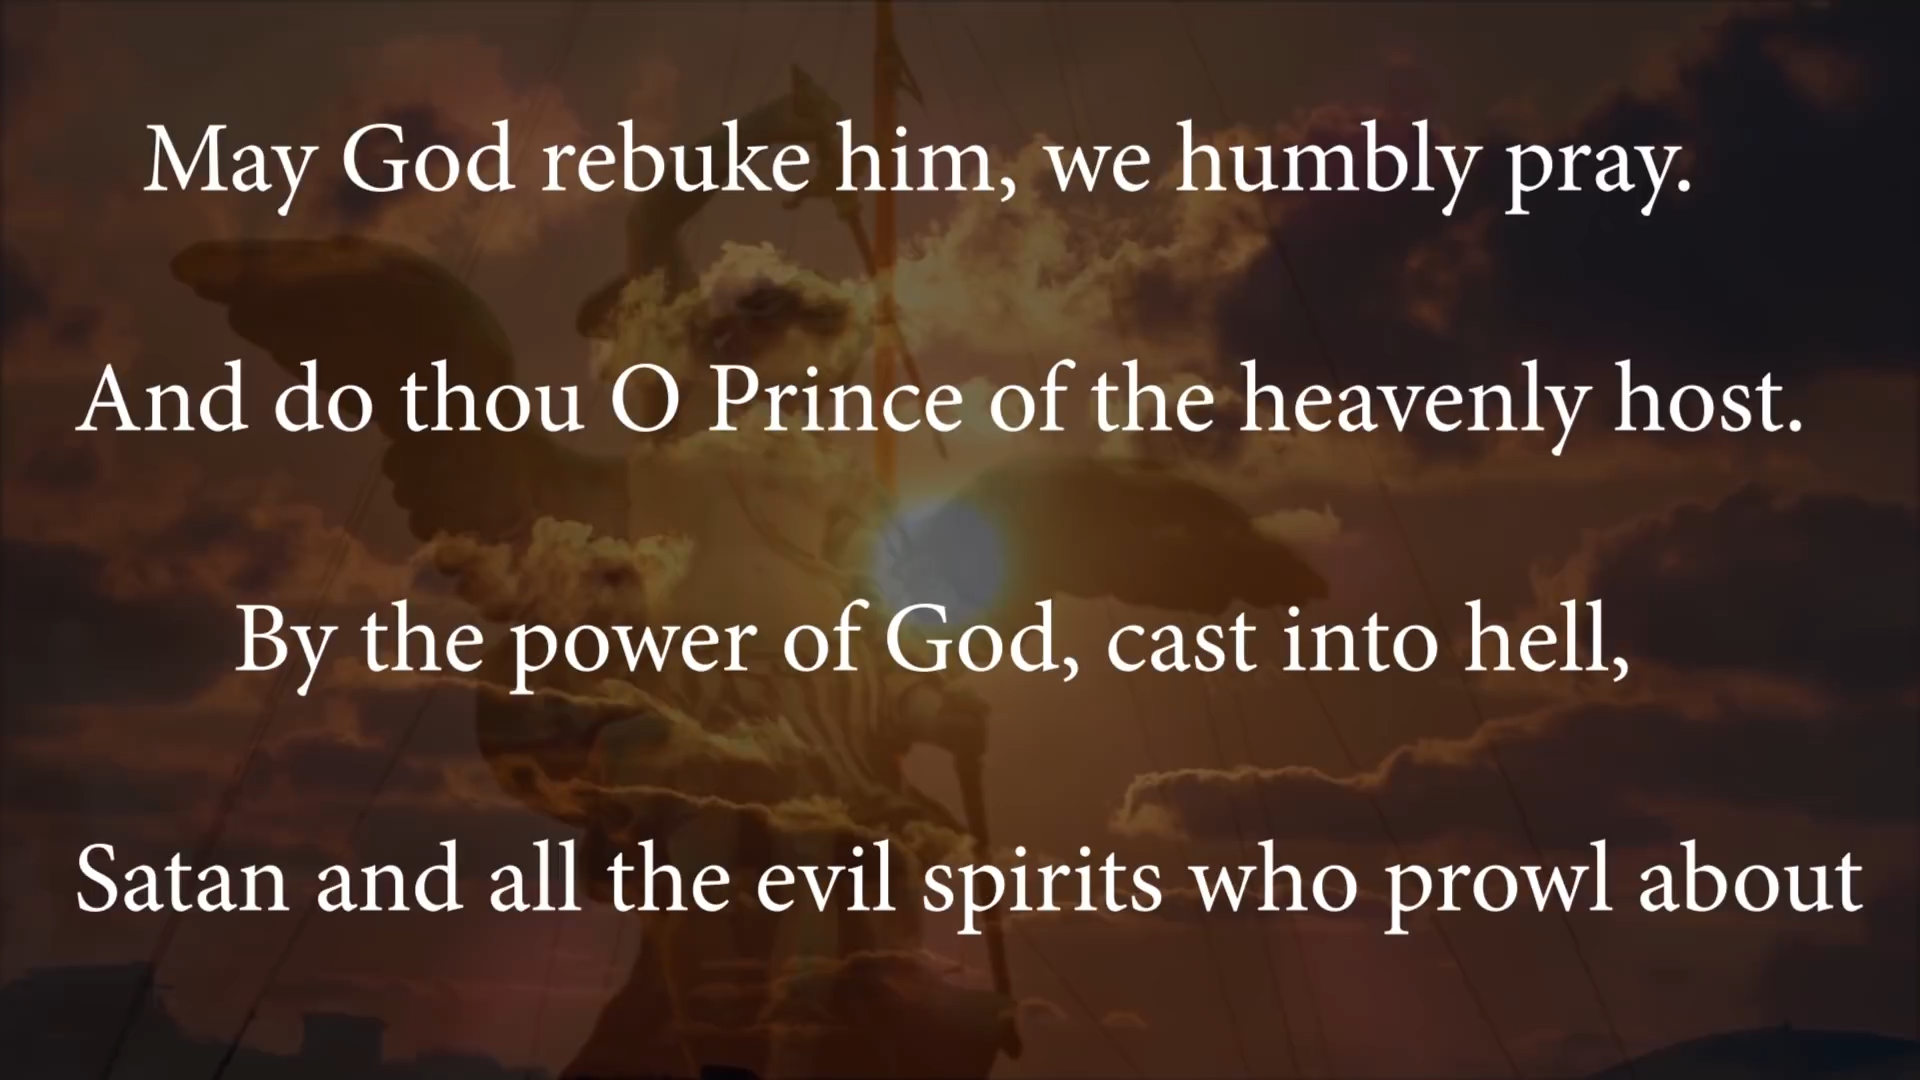 May God rebuke him, we humbly pray.
And do thou O Prince of the heavenly host.
By the power of God, cast into hell,
Satan and all the evil spirits who prowl about